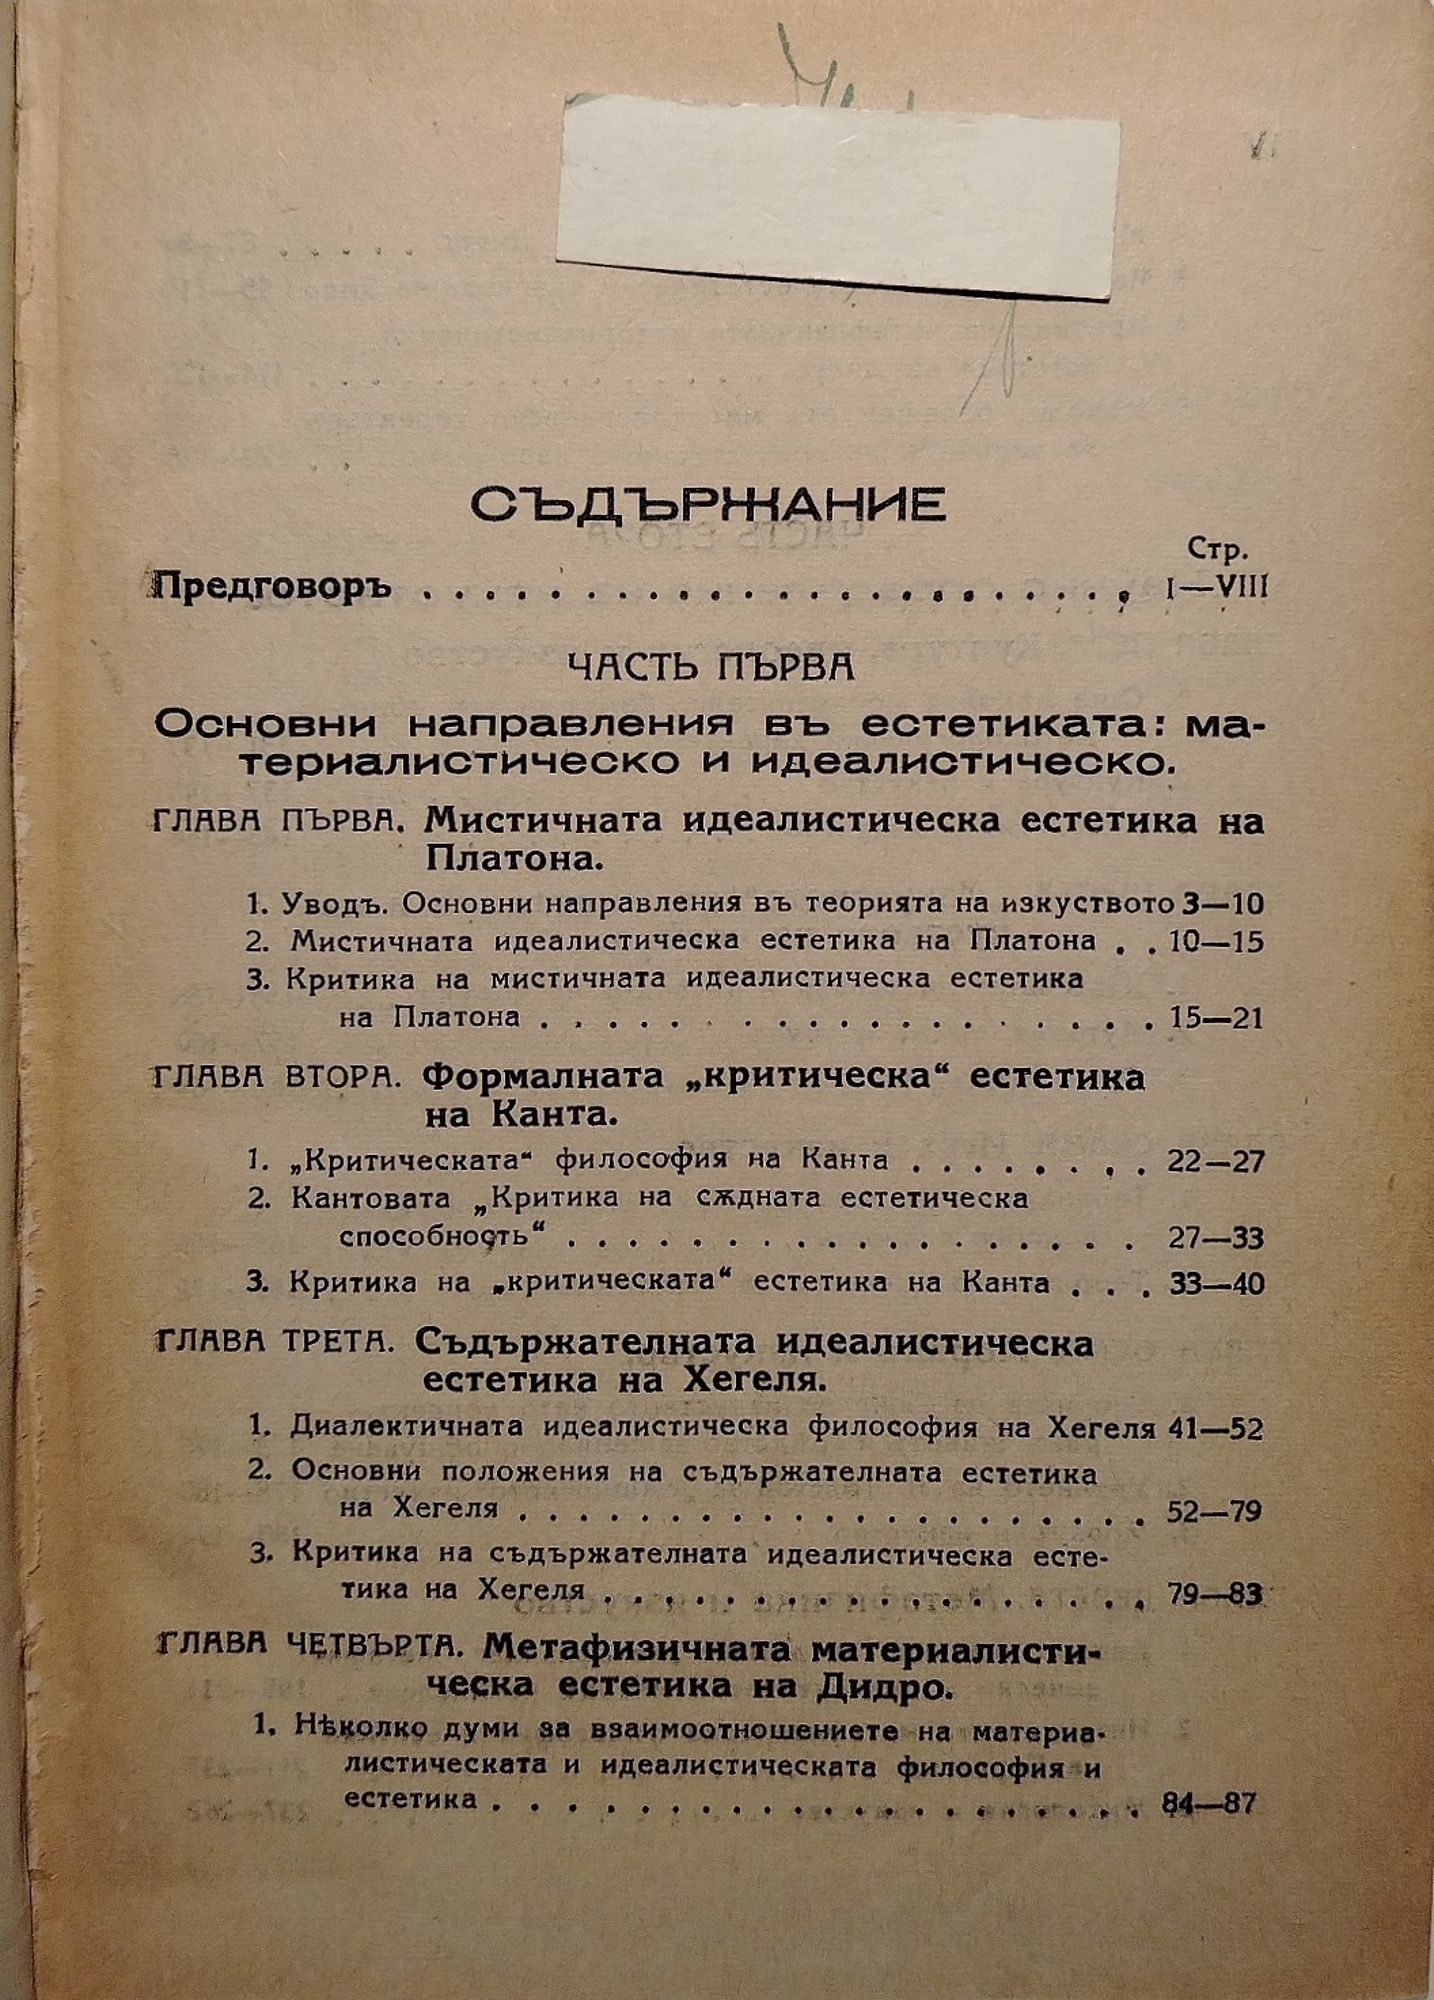 СЪДЪРЖАНИЕ
Стр.
Предговоръ . . . . . . . . . . . . . . . . . . . . . . . I—VIII
ЧАСТЬ ПЪРВА
Основни направления въ естетиката: ма-
териалистическо и идеалистическо.
ГЛАВА ПЪРВА. Мистичната идеалистическа естетика на
Платона.
1. Уводъ. Основни направления въ теорията на изкуството 3—10
2. Мистичната идеалистическа естетика на Платона . . 10—15
3. Критика на мистичната идеалистическа естетика
на Платона . . . . . . . . . . . . . . . . . . . 15—21
ГЛАВА ВТОРА. Формалната „критическа“ естетика
на Канта.
1. „Критическата“ философия на Канта . . . . . . . . 22—27
2. Кантовата „Критика на сѫдната естетическа
способность“ . . . . . . . . . . . . . . . . . . 27—33
3. Критика на „критическата“ естетика на Канта . . . 33—40
ГЛАВА ТРЕТА. Съдържателната идеалистическа
естетика на Хегеля.
1. Диалектичната идеалистическа философия на Хегеля 41—52
2. Основни положения на съдържателната естетика
на Хегеля . . . . . . . . . . . . . . . . . . . . 52—79
3. Критика на съдържателната идеалистическа есте-
тика на Хегеля . . . . . . . . . . . . . . . . . . 79—83
ГЛАВА ЧЕТВЪРТА. Метафизичната материалисти-
ческа естетика на Дидро.
1. Нѣколко думи за взаимоотношението на материа-
листическата и идеалистическата философия и
естетика . . . . . . . . . . . . . . . . . . . . 84—87